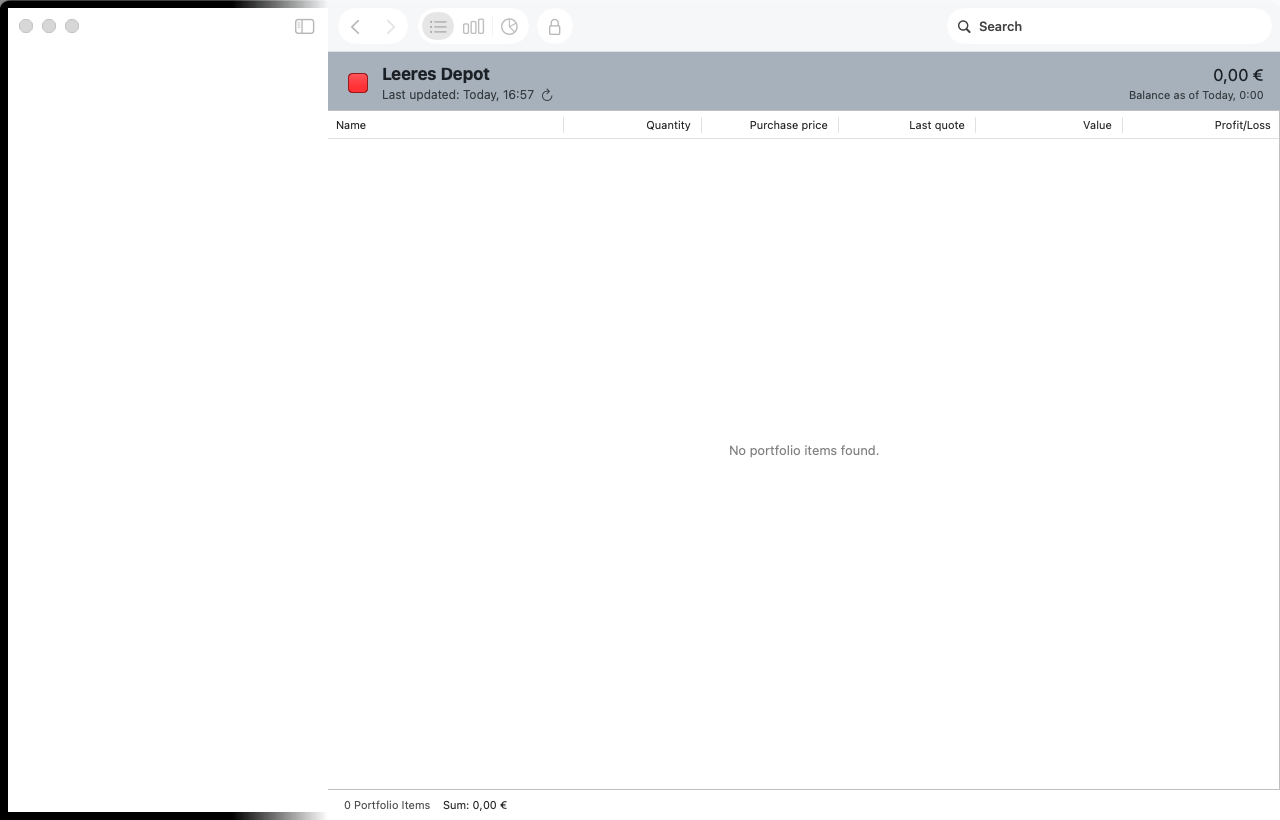 Search
Leeres Depot
0,00 €
Last updated: Today, 16:57
Balance as of Today, 0:00
Name Quantity Purchase price Last quote Value Profit/Loss
No portfolio items found.
0 Portfolio Items Sum: 0,00 €